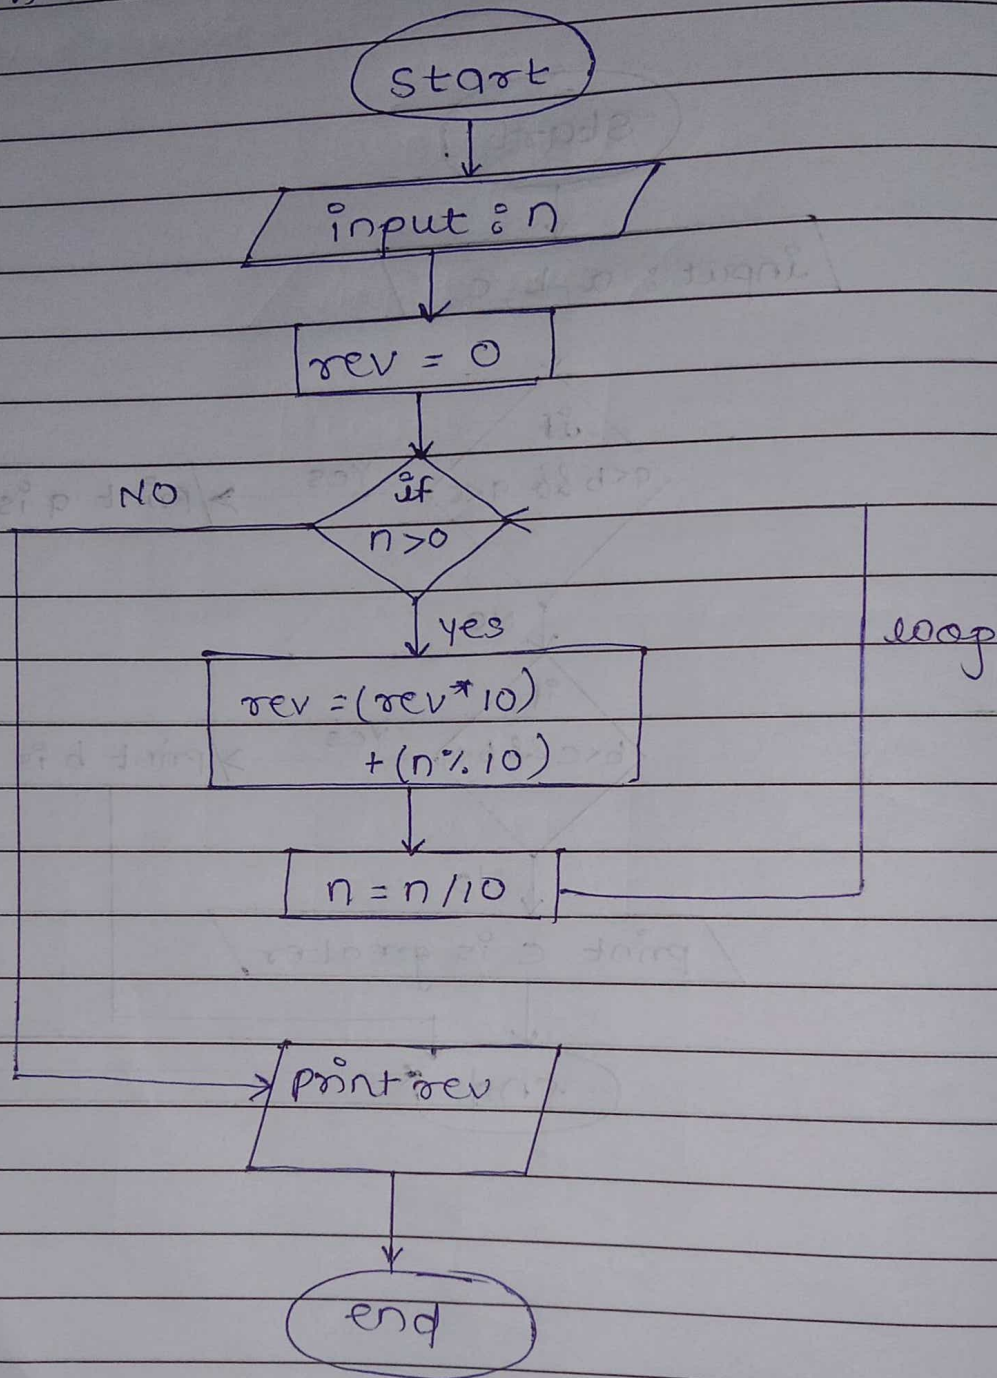 start
input : n
rev = 0
if
n>0
NO
yes
loop
rev = (rev * 10)
+ (n % 10)
n = n/10
print rev
end